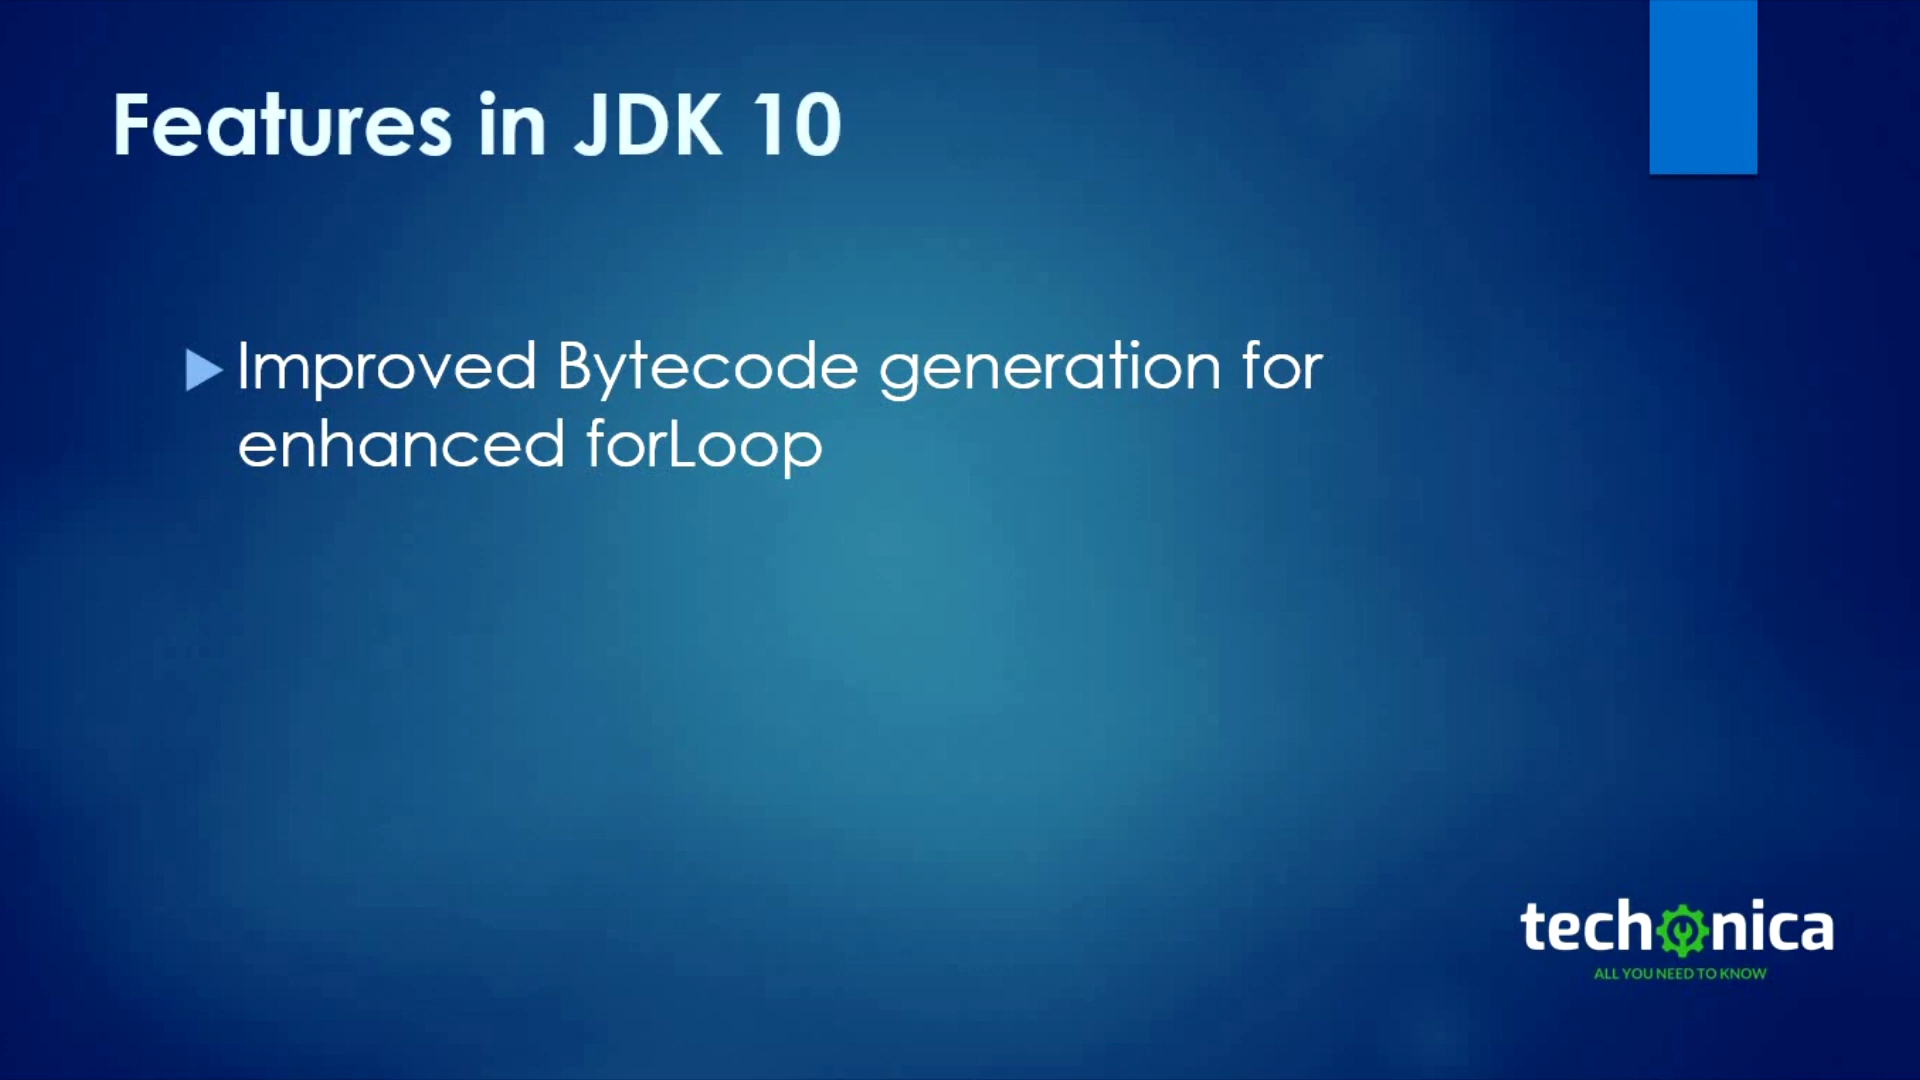 Features in JDK 10
Improved Bytecode generation for
enhanced forLoop
techonica
ALL YOU NEED TO KNOW